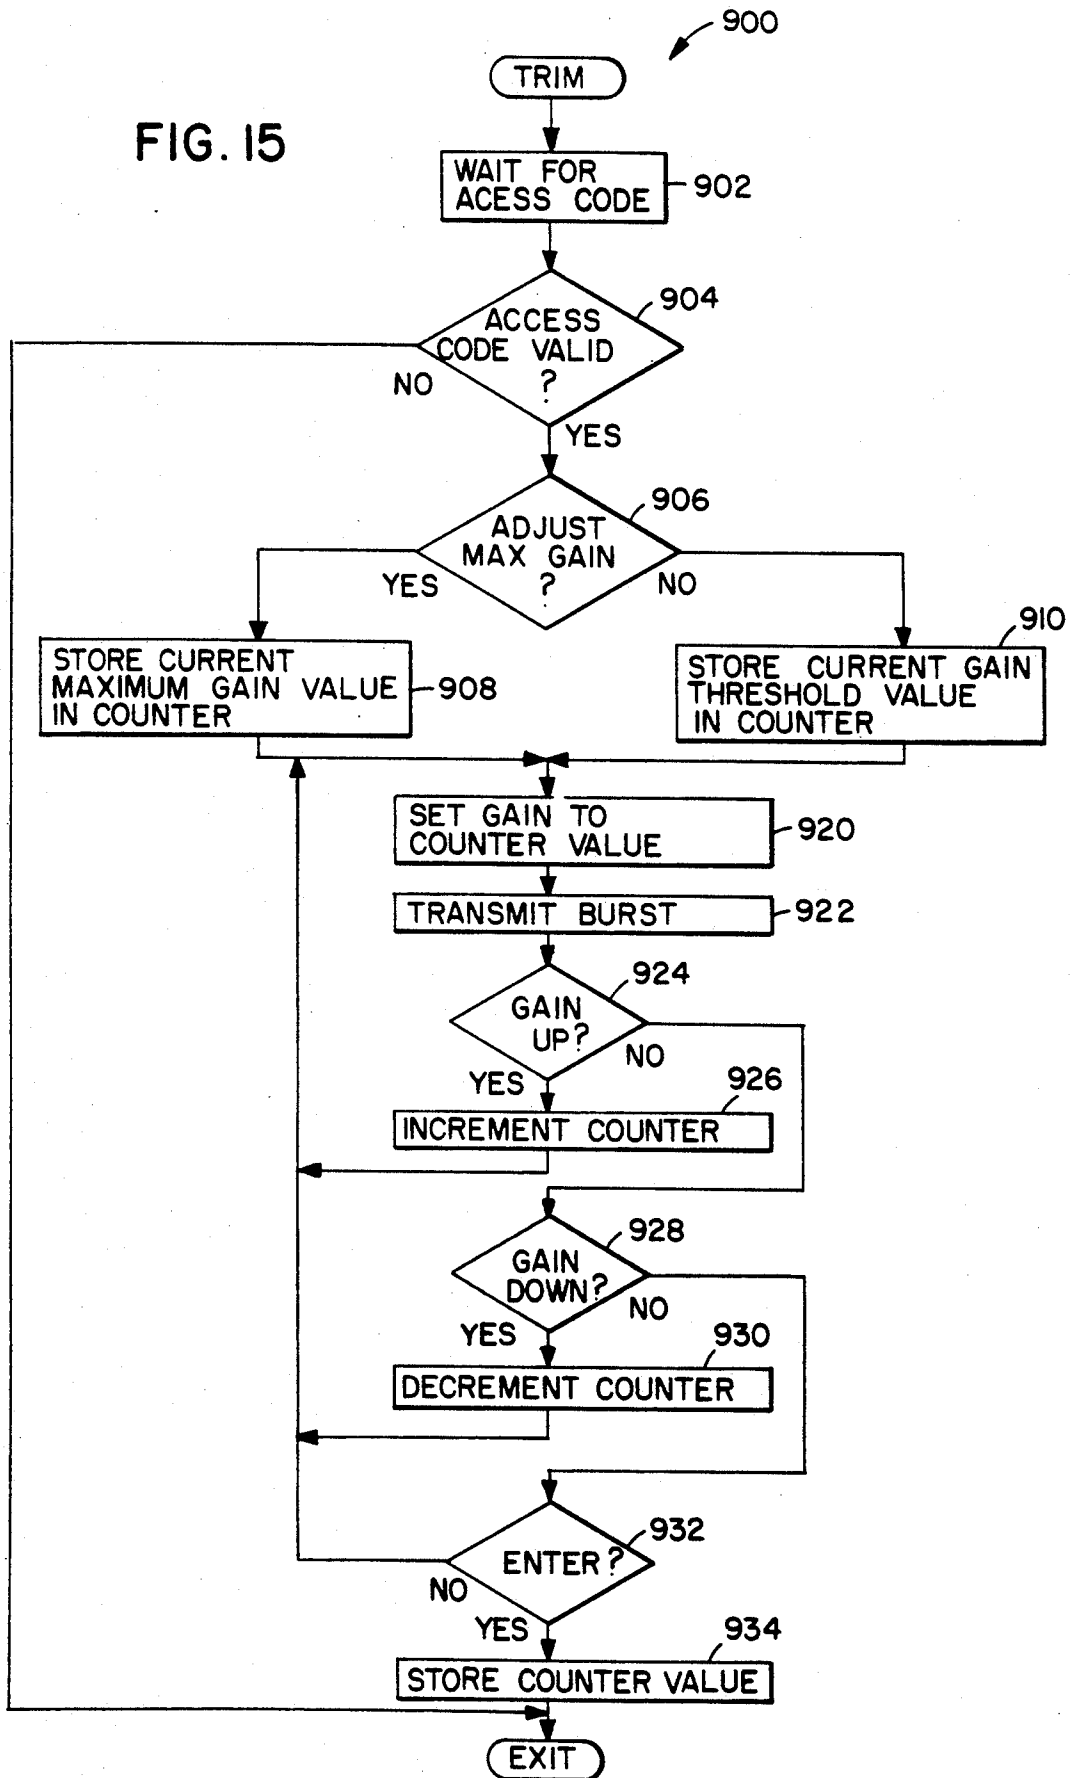 900
TRIM
FIG. 15
WAIT FOR
ACESS CODE
902
904
ACCESS
CODE VALID
?
NO
YES
906
ADJUST
MAX GAIN
?
YES
NO
910
STORE CURRENT
MAXIMUM GAIN VALUE
IN COUNTER
908
STORE CURRENT GAIN
THRESHOLD VALUE
IN COUNTER
SET GAIN TO
COUNTER VALUE
920
TRANSMIT BURST
922
924
GAIN
UP?
NO
YES
926
INCREMENT COUNTER
928
GAIN
DOWN?
NO
YES
930
DECREMENT COUNTER
932
ENTER?
NO
YES
934
STORE COUNTER VALUE
EXIT